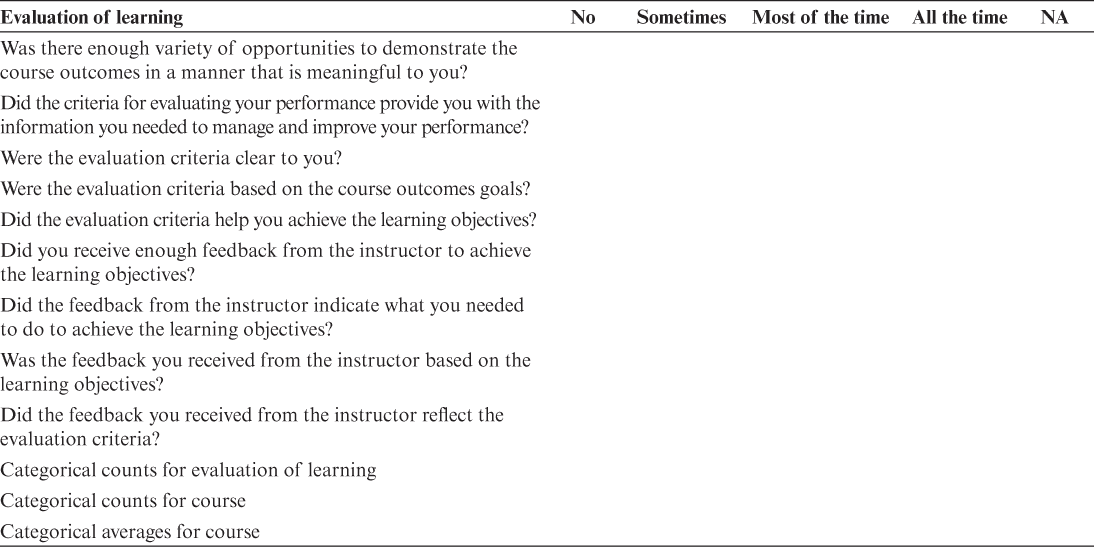 Evaluation of learning No Sometimes Most of the time All the time NA
Was there enough variety of opportunities to demonstrate the
course outcomes in a manner that is meaningful to you?
Did the criteria for evaluating your performance provide you with the
information you needed to manage and improve your performance?
Were the evaluation criteria clear to you?
Were the evaluation criteria based on the course outcomes goals?
Did the evaluation criteria help you achieve the learning objectives?
Did you receive enough feedback from the instructor to achieve
the learning objectives?
Did the feedback from the instructor indicate what you needed
to do to achieve the learning objectives?
Was the feedback you received from the instructor based on the
learning objectives?
Did the feedback you received from the instructor reflect the
evaluation criteria?
Categorical counts for evaluation of learning
Categorical counts for course
Categorical averages for course